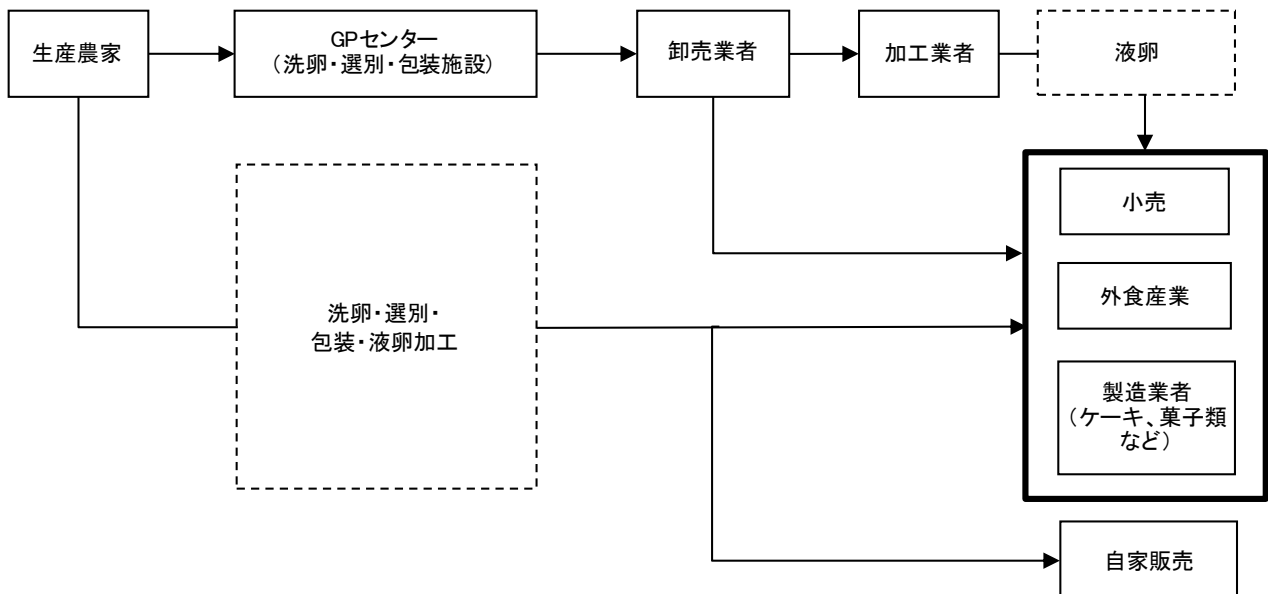 生産農家
GPセンター
（洗卵・選別・包装施設）
卸売業者
加工業者
液卵
小売
外食産業
洗卵・選別・
包装・液卵加工
製造業者
（ケーキ、菓子類
など）
自家販売